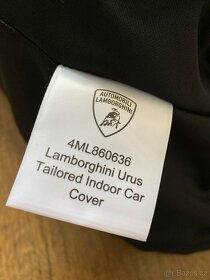 AUTOMOBILI
LAMBORGHINI
4ML860636
Lamborghini Urus
Tailored Indoor Car
Cover